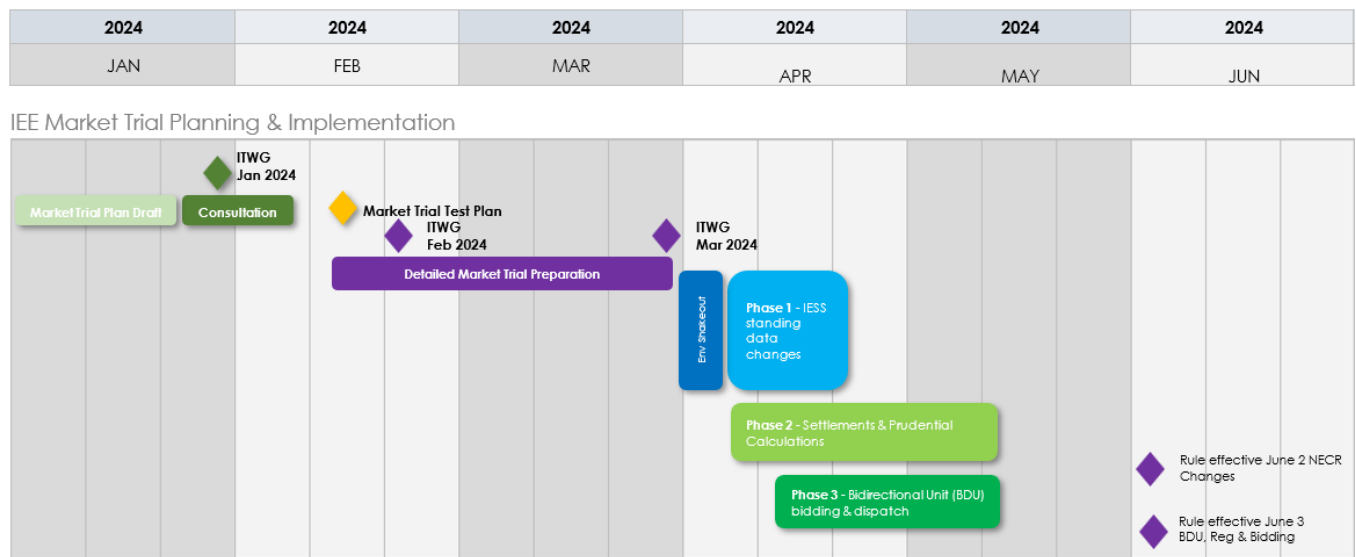 2024 2024 2024 2024 2024 2024
JAN FEB MAR APR MAY JUN
IEE Market Trial Planning & Implementation
ITWG
Jan 2024
Market Trial Plan Draft
Consultation
Market Trial Test Plan
ITWG
Feb 2024
ITWG
Mar 2024
Detailed Market Trial Preparation
Env Shakeout
Phase 1 - IESS
standing
data
changes
Phase 2 - Settlements & Prudential
Calculations
Phase 3 - Bidirectional Unit (BDU)
bidding & dispatch
Rule effective June 2 NECR
Changes
Rule effective June 3
BDU, Reg & Bidding